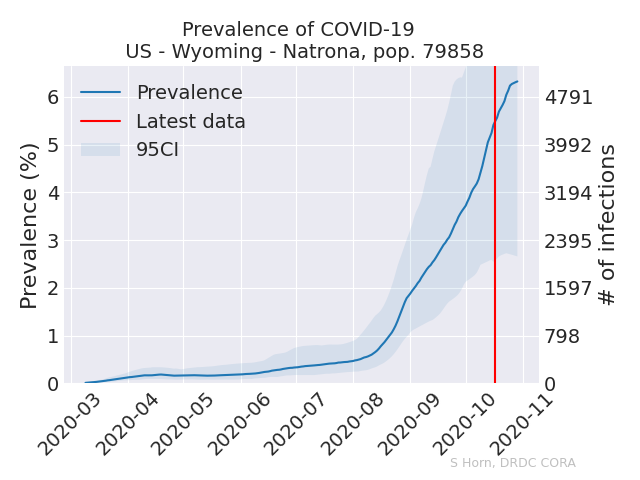 Prevalence of COVID-19
US - Wyoming - Natrona, pop. 79858
Prevalence
Latest data
95CI
Prevalence (%)
6
5
4
3
2
1
0
4791
3992
3194
2395
1597
798
0
# of infections
2020-03
2020-04
2020-05
2020-06
2020-07
2020-08
2020-09
2020-10
2020-11
S Horn, DRDC CORA